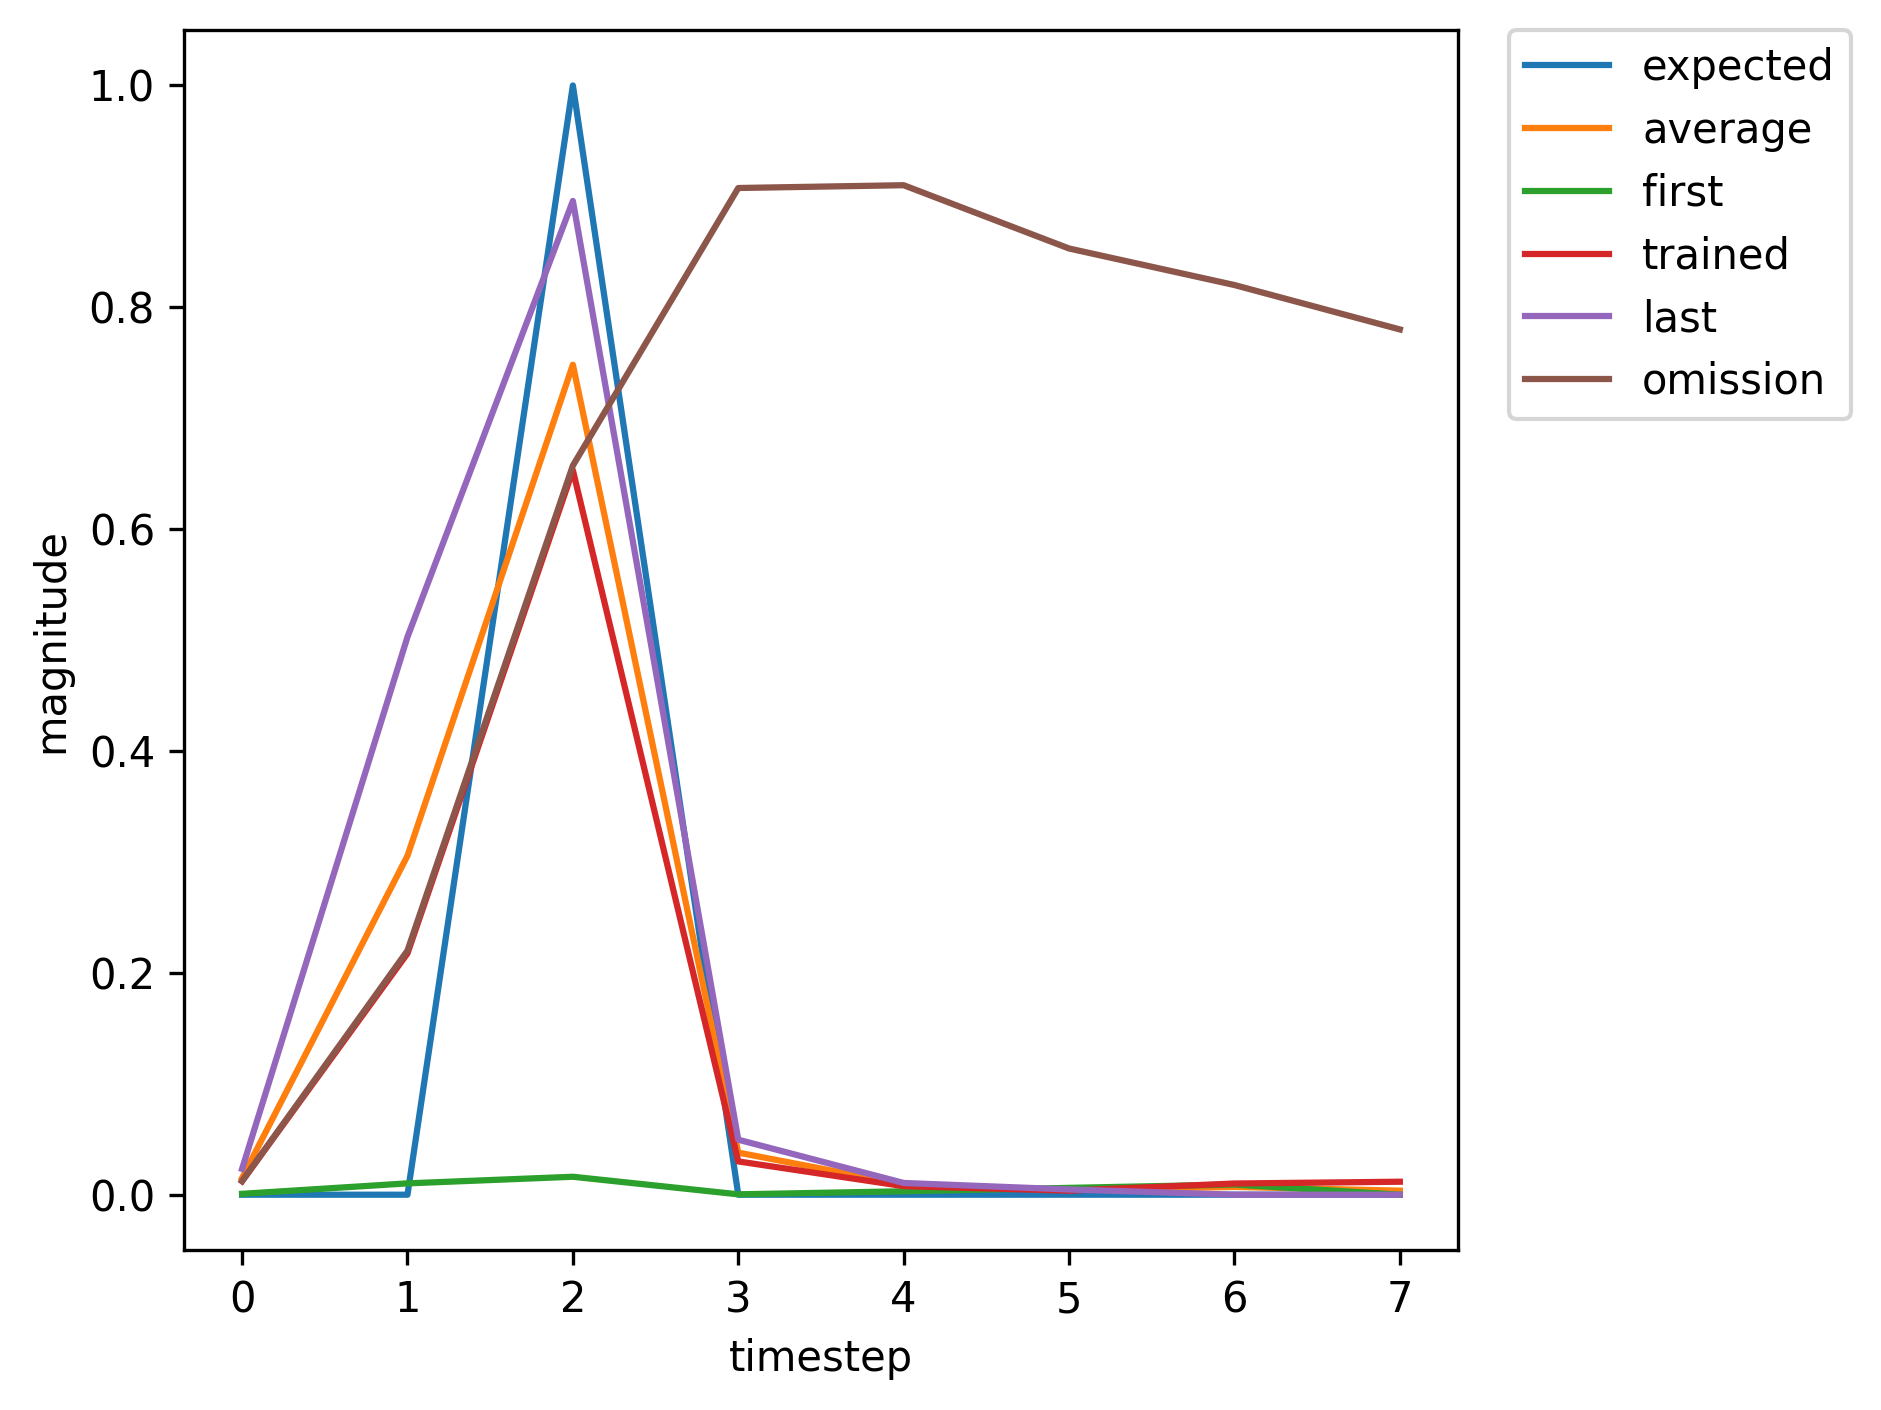 1.0
0.8
0.6
0.4
0.2
0.0
magnitude
0 1 2 3 4 5 6 7
timestep
expected
average
first
trained
last
omission